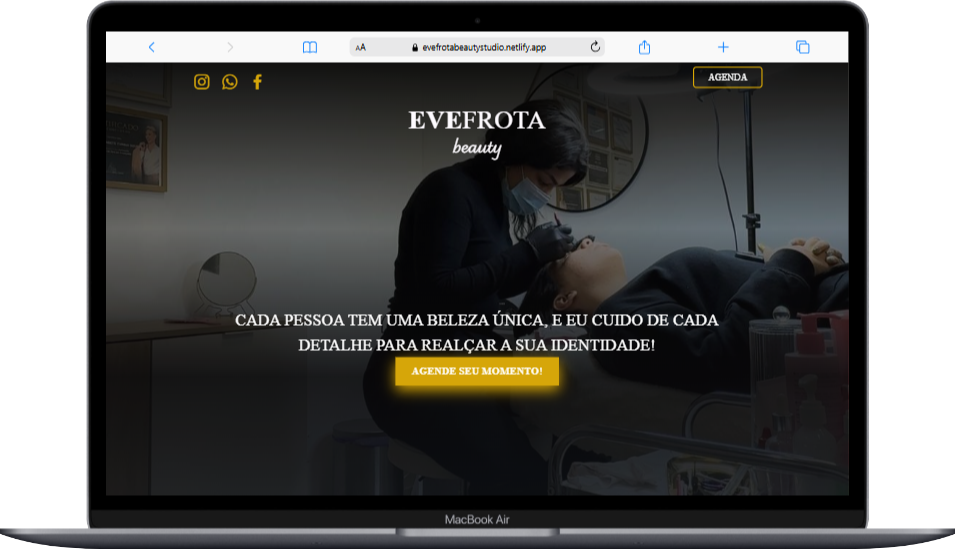 AA
evefrotabeautystudio.netlify.app
AGENDA
EVEFROTA
beauty
CADA PESSOA TEM UMA BELEZA ÚNICA, E EU CUIDO DE CADA
DETALHE PARA REALÇAR A SUA IDENTIDADE!
AGENDE SEU MOMENTO!
MacBook Air